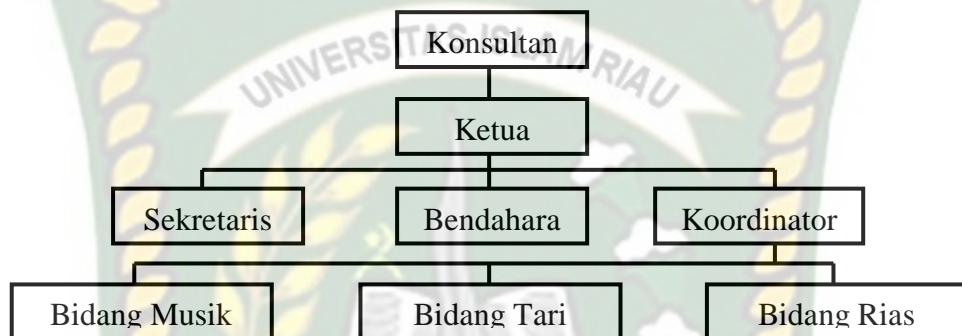 UNIVERSITAS ISLAM RIAU
Konsultan
Ketua
Sekretaris Bendahara Koordinator
Bidang Musik Bidang Tari Bidang Rias